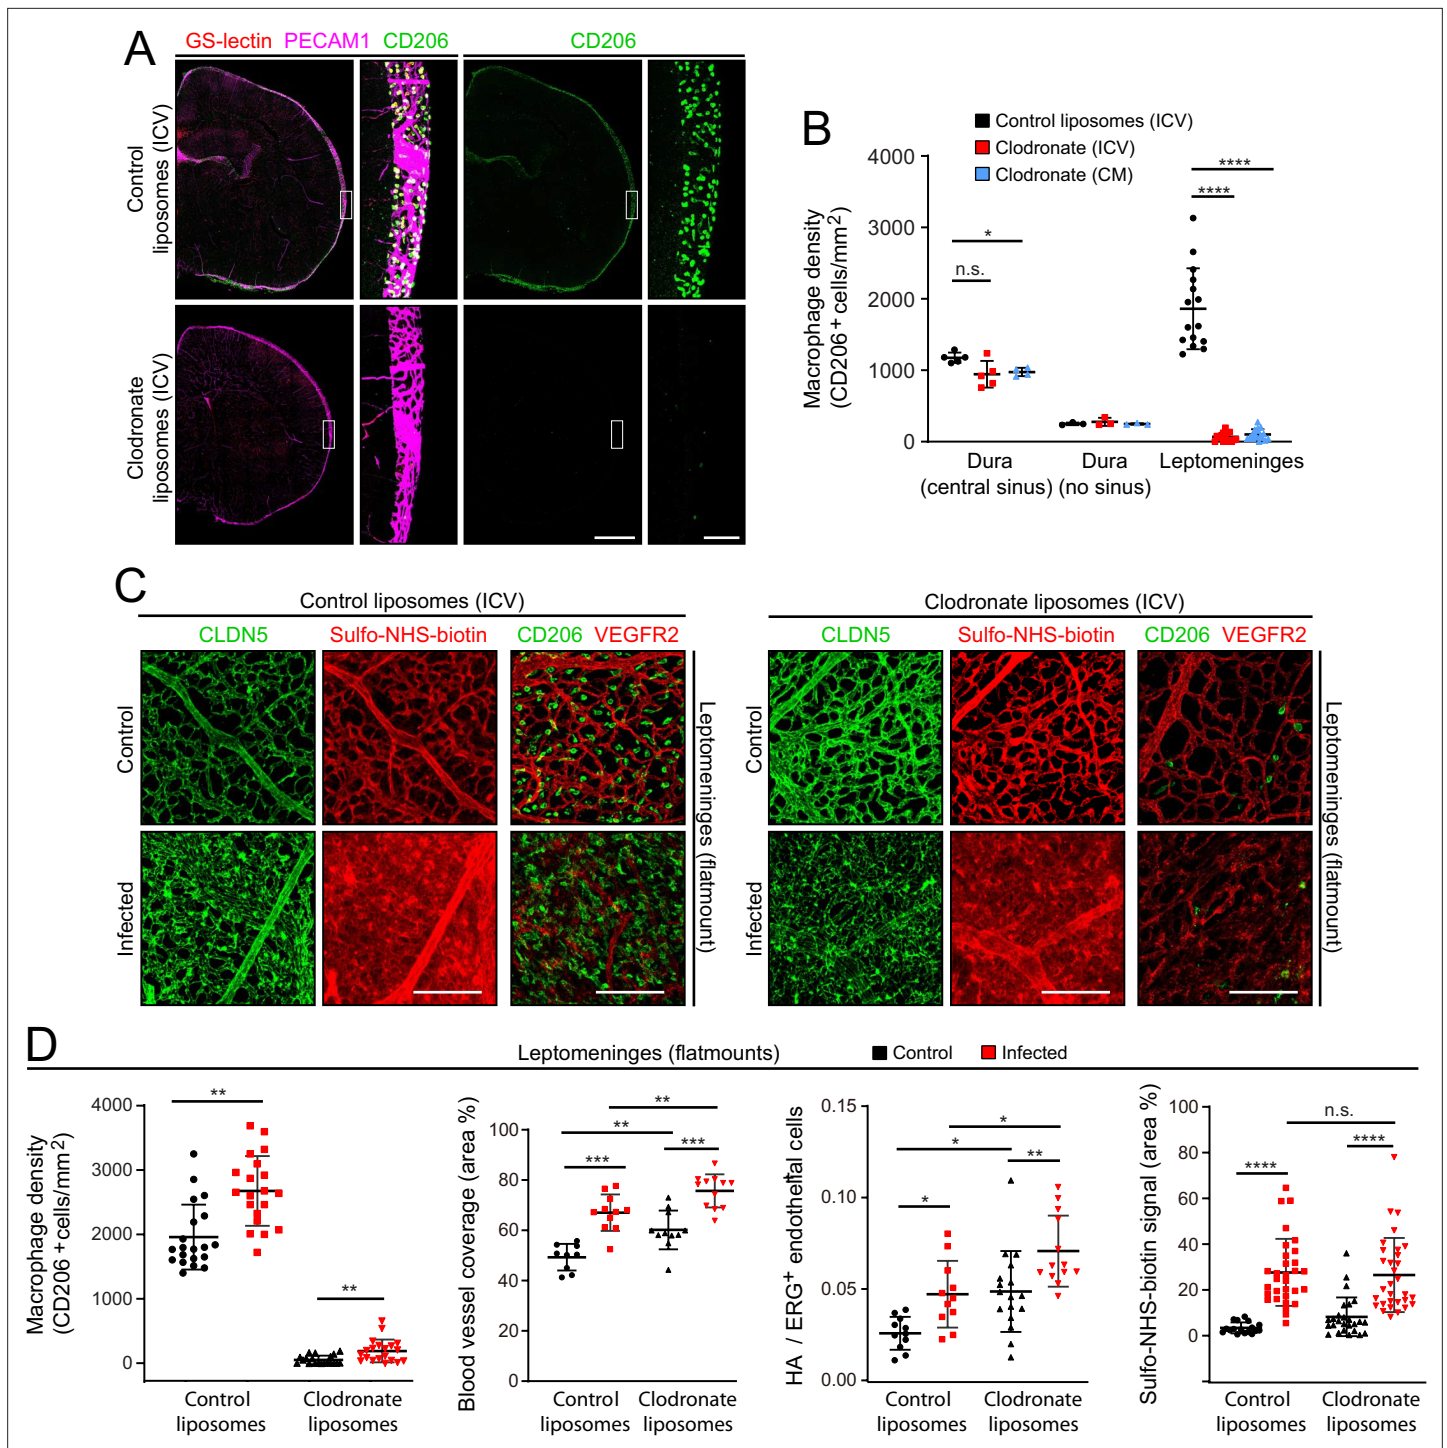 A
GS-lectin PECAM1 CD206
CD206
Control
liposomes (ICV)
Clodronate
liposomes (ICV)
B
Control liposomes (ICV)
Clodronate (ICV)
Clodronate (CM)
Macrophage density
(CD206+ cells/mm2)
4000
3000
2000
1000
0
n.s.
*
****
****
Dura
(central sinus)
Dura
(no sinus)
Leptomeninges
C
Control liposomes (ICV)
CLDN5
Sulfo-NHS-biotin
CD206 VEGFR2
Control
Infected
Leptomeninges (flatmount)
Clodronate liposomes (ICV)
CLDN5
Sulfo-NHS-biotin
CD206 VEGFR2
Control
Infected
Leptomeninges (flatmount)
D
Leptomeninges (flatmounts)
Control
Infected
Macrophage density
(CD206+ cells/mm2)
4000
3000
2000
1000
0
**
**
Control
liposomes
Clodronate
liposomes
Blood vessel coverage (area %)
100
80
60
40
20
0
**
**
***
***
Control
liposomes
Clodronate
liposomes
HA / ERG+ endothelial cells
0.15
0.10
0.05
0.00
*
*
*
**
Control
liposomes
Clodronate
liposomes
Sulfo-NHS-biotin signal (area %)
100
80
60
40
20
0
n.s.
****
****
Control
liposomes
Clodronate
liposomes